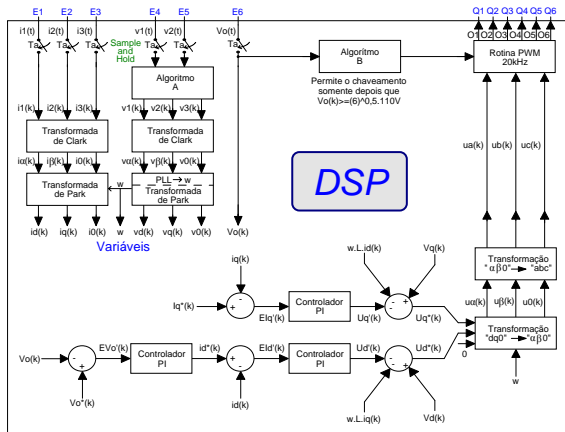 E1 E2 E3 E4 E5 E6 Q1 Q2 Q3 Q4 Q5 Q6
i1(t) i2(t) i3(t) v1(t) v2(t) Vo(t) O1 O2 O3 O4 O5 O6
Ta Ta Ta Ta Ta Ta
Sample
and
Hold
Algoritmo
A
Algorítmo
B
Rotina PWM
20kHz
Permite o chaveamento
somente depois que
Vo(k)>=(6)^0,5.110V
i1(k) i2(k) i3(k) v1(k) v2(k) v3(k)
Transformada
de Clark
Transformada
de Clark
ua(k) ub(k) uc(k)
iα(k) iβ(k) i0(k) vα(k) vβ(k) v0(k)
Transformada
de Park
w
PLL → w
Transformada
de Park
DSP
id(k) iq(k) i0(k) w vd(k) vq(k) v0(k) Vo(k)
Variáveis
iq(k) w.L.id(k) Vq(k)
Transformação
"αβ0" → "abc"
Iq*(k) - - EIq'(k)
Controlador
PI
Uq'(k) - + Uq*(k)
uα(k) uβ(k) u0(k)
Transformação
"dq0" → "αβ0"
0
w
Vo(k) - + EVo'(k)
Controlador
PI
id*(k) + - EId'(k)
Controlador
PI
Ud'(k) - + Ud*(k)
Vo*(k) id(k) w.L.iq(k) Vd(k)